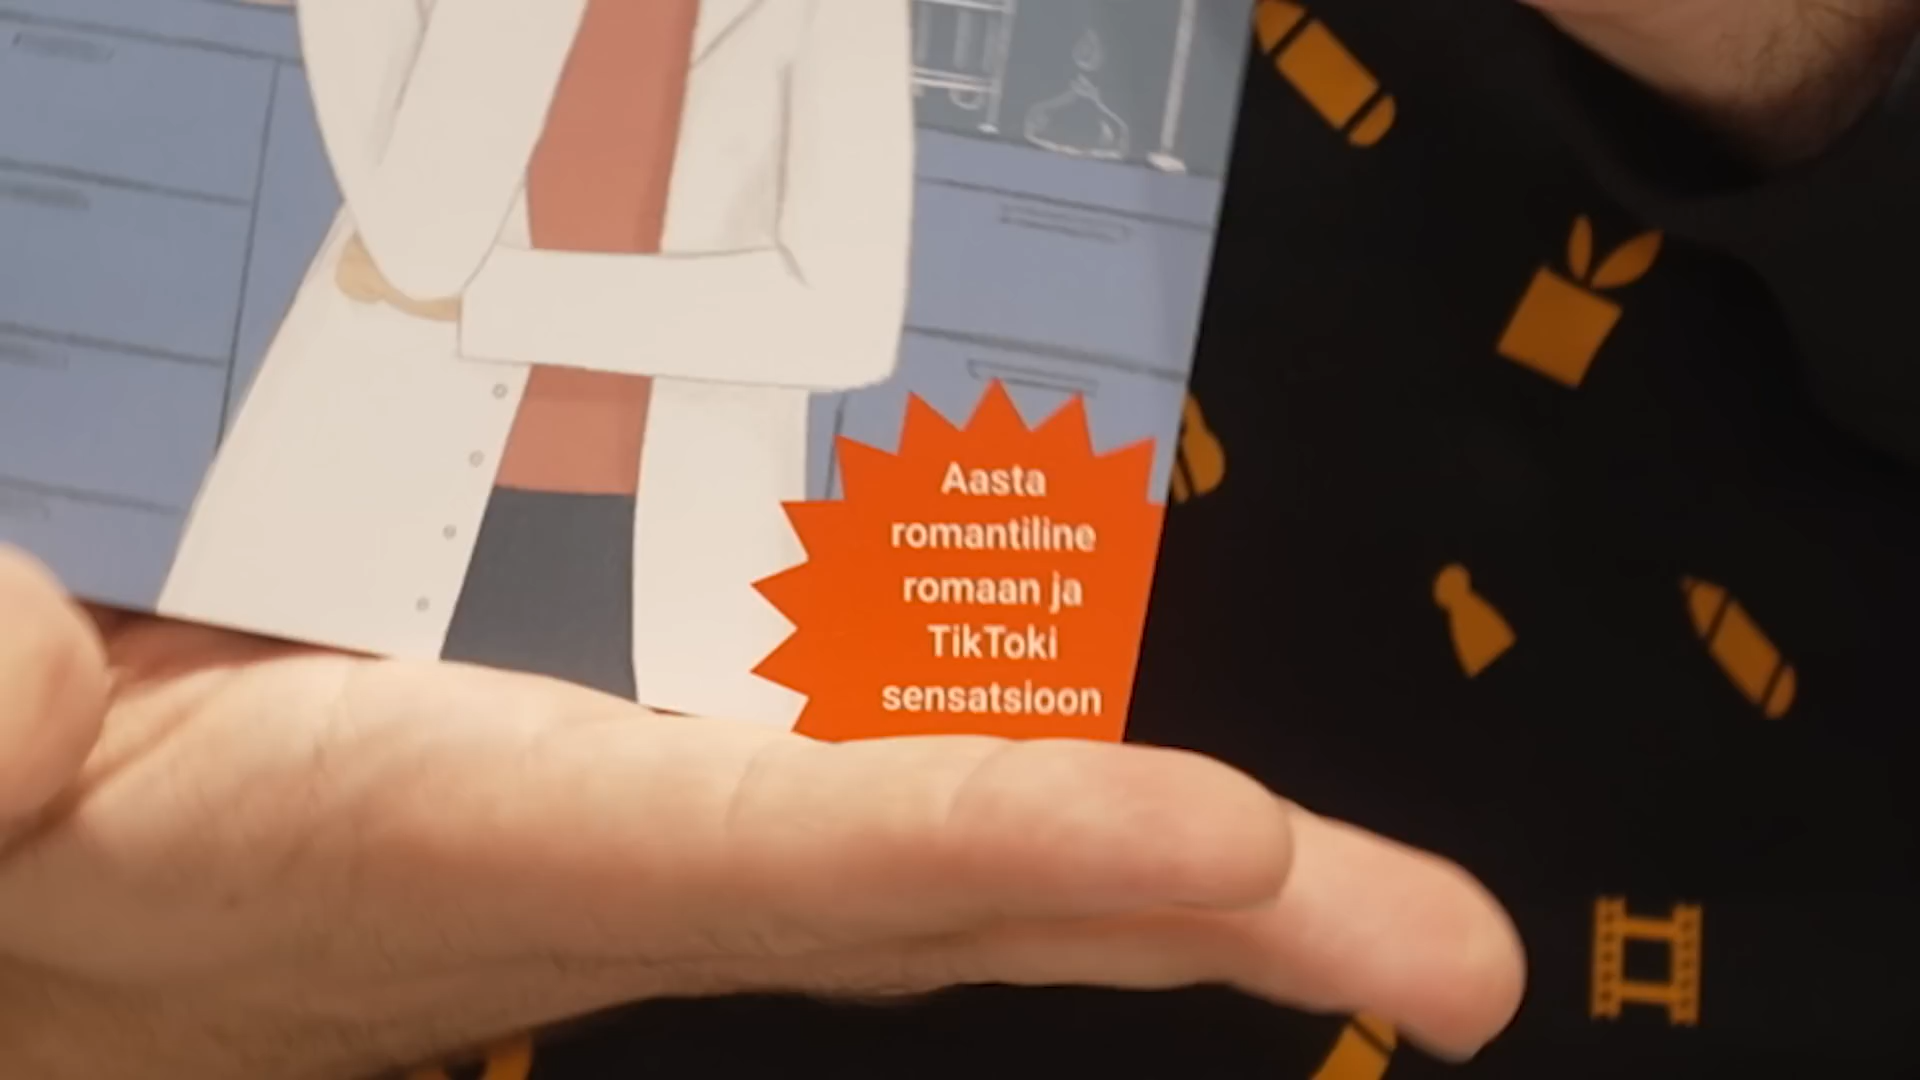 Aasta
romantiline
romaan ja
TikToki
sensatsioon